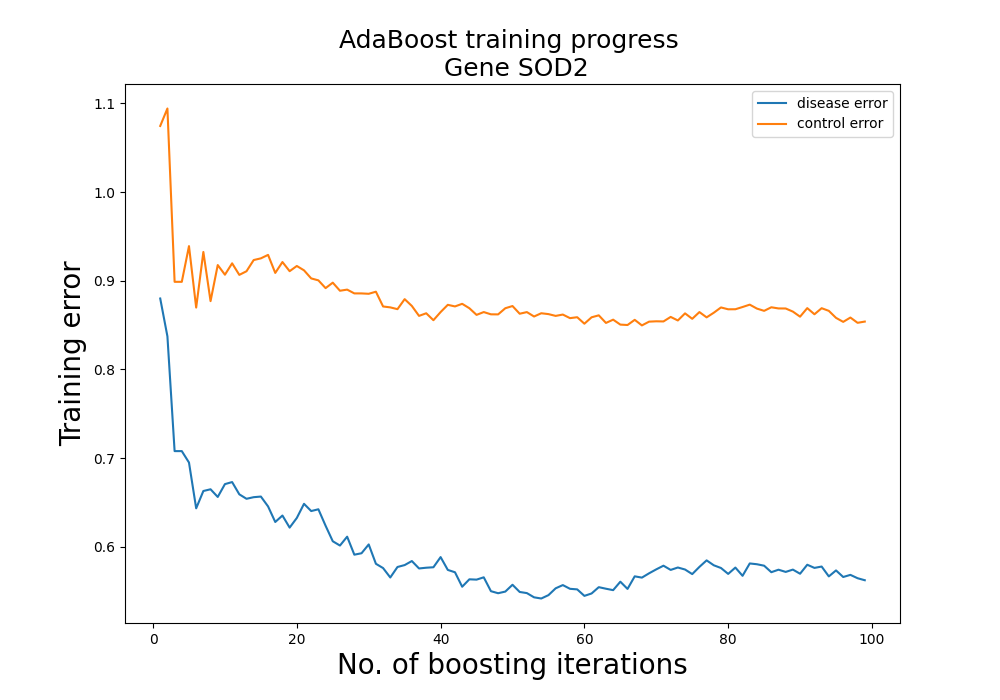 AdaBoost training progress
Gene SOD2
disease error
control error
1.1
1.0
0.9
0.8
0.7
0.6
Training error
0 20 40 60 80 100
No. of boosting iterations